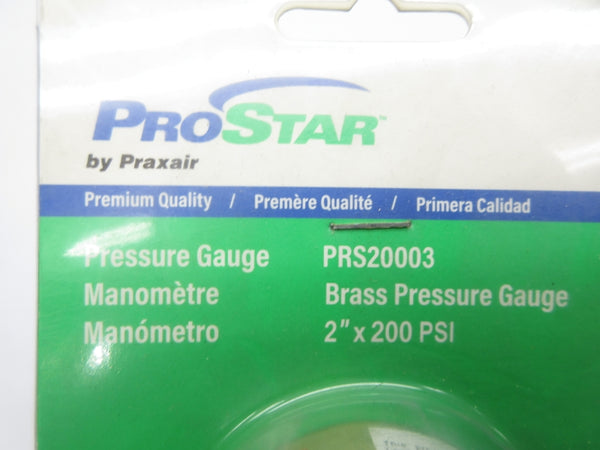 PROSTAR™
by Praxair
Premium Quality / Premère Qualité / Primera Calidad
Pressure Gauge PRS20003
Manomètre Brass Pressure Gauge
Manómetro 2" x 200 PSI